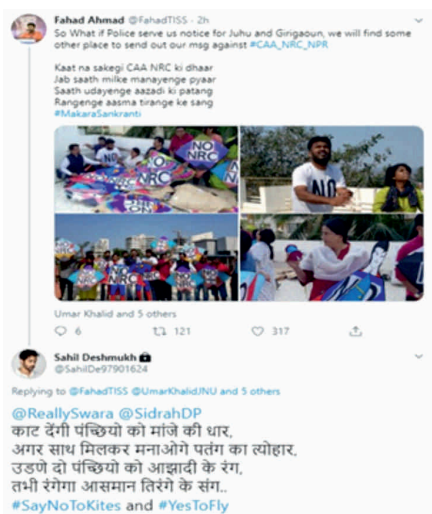 Fahad Ahmad @FahadTISS · 2h
So What if Police serve us notice for Juhu and Girigaoun, we will find some
other place to send out our msg against #CAA_NRC_NPR
Kaat na sakegi CAA NRC ki dhaar
Jab saath milke manayenge pyaar
Saath udayenge aazadi ki patang
Rangenge aasma tirange ke sang
#MakaraSankranti
NO
NRC
NO
NRC
NO
Umar Khalid and 5 others
6 121 317
Sahil Deshmukh
@SahilDe97901624
Replying to @FahadTISS @UmarKhalidJNU and 5 others
@ReallySwara @SidrahDP
काट देंगी पंच्छियो को मांजे की धार,
अगर साथ मिलकर मनाओगे पतंग का त्योहार,
उडणे दो पंच्छियो को आझादी के रंग,
तभी रंगेगा आसमान तिरंगे के संग..
#SayNoToKites and #YesToFly